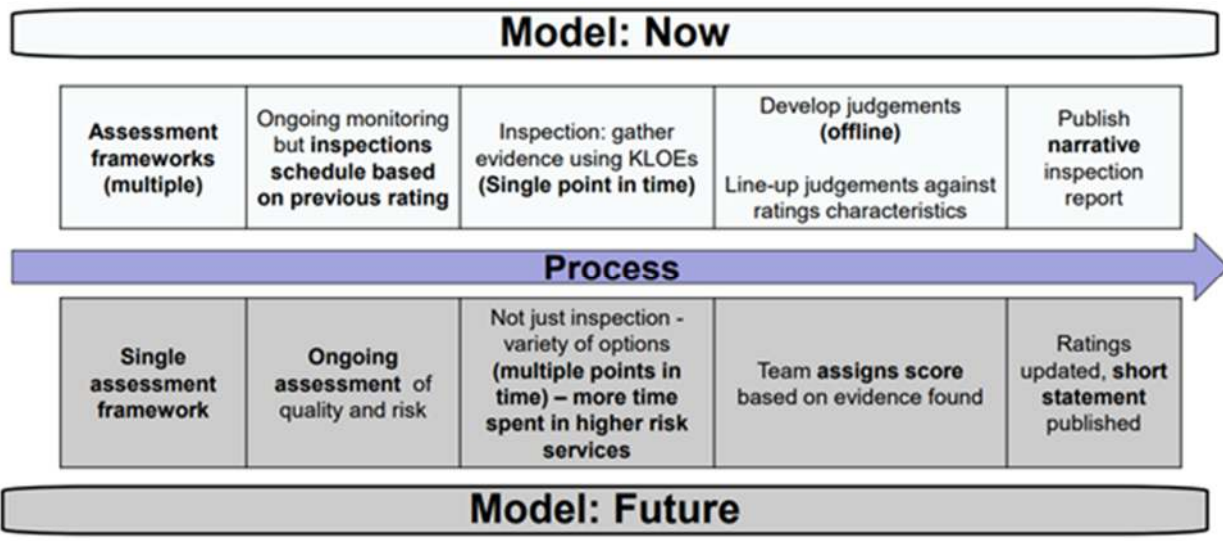 Model: Now
Assessment
frameworks
(multiple)
Ongoing monitoring
but inspections
schedule based
on previous rating
Inspection: gather
evidence using KLOEs
(Single point in time)
Develop judgements
(offline)
Line-up judgements against
ratings characteristics
Publish
narrative
inspection
report
Process
Single
assessment
framework
Ongoing
assessment of
quality and risk
Not just inspection -
variety of options
(multiple points in
time) – more time
spent in higher risk
services
Team assigns score
based on evidence found
Ratings
updated, short
statement
published
Model: Future